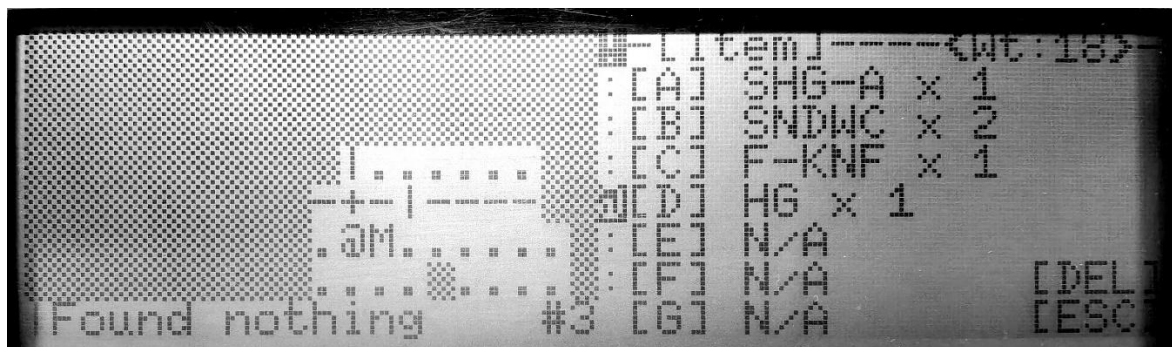 -[Item]----<Wt:18>-
:[A] SHG-A x 1
:[B] SNDWC x 2
|...... :[C] F-KNF x 1
-+-|---- a[D] HG x 1
.@M...... :[E] N/A
.... .... :[F] N/A [DEL]
Found nothing #3 [G] N/A [ESC